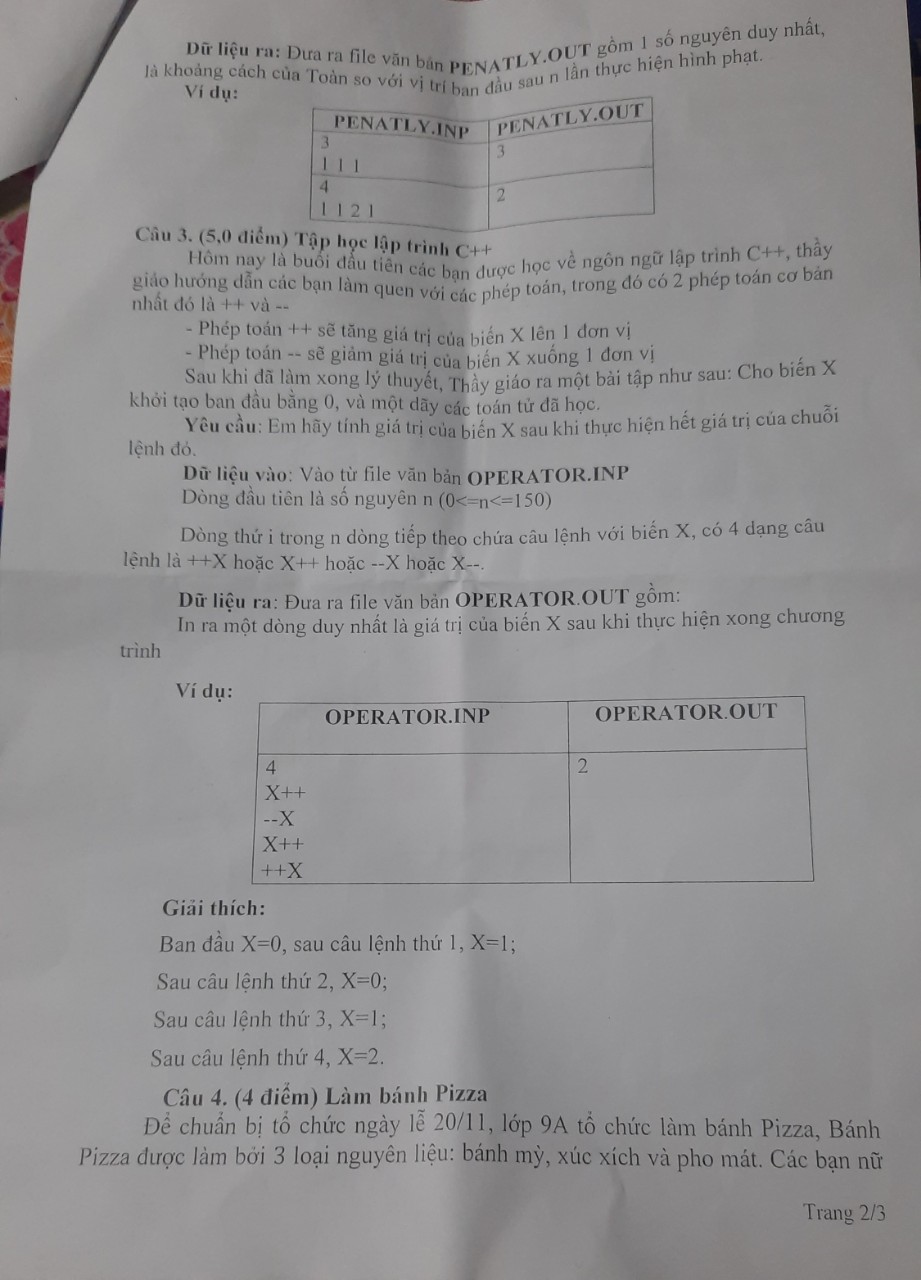 Dữ liệu ra: Đưa ra file văn bản PENATLY.OUT gồm 1 số nguyên duy nhất,
là khoảng cách của Toàn so với vị trí ban đầu sau n lần thực hiện hình phạt.
Ví dụ:
PENATLY.INP PENATLY.OUT
3 3
1 1 1
4 2
1 1 2 1
Câu 3. (5,0 điểm) Tập học lập trình C++
Hôm nay là buổi đầu tiên các bạn được học về ngôn ngữ lập trình C++, thầy
giáo hướng dẫn các bạn làm quen với các phép toán, trong đó có 2 phép toán cơ bản
nhất đó là ++ và --
- Phép toán ++ sẽ tăng giá trị của biến X lên 1 đơn vị
- Phép toán -- sẽ giảm giá trị của biến X xuống 1 đơn vị
Sau khi đã làm xong lý thuyết, Thầy giáo ra một bài tập như sau: Cho biến X
khởi tạo ban đầu bằng 0, và một dãy các toán tử đã học.
Yêu cầu: Em hãy tính giá trị của biến X sau khi thực hiện hết giá trị của chuỗi
lệnh đó.
Dữ liệu vào: Vào từ file văn bản OPERATOR.INP
Dòng đầu tiên là số nguyên n (0<=n<=150)
Dòng thứ i trong n dòng tiếp theo chứa câu lệnh với biến X, có 4 dạng câu
lệnh là ++X hoặc X++ hoặc --X hoặc X--.
Dữ liệu ra: Đưa ra file văn bản OPERATOR.OUT gồm:
In ra một dòng duy nhất là giá trị của biến X sau khi thực hiện xong chương
trình
Ví dụ:
OPERATOR.INP OPERATOR.OUT
4 2
X++
--X
X++
++X
Giải thích:
Ban đầu X=0, sau câu lệnh thứ 1, X=1;
Sau câu lệnh thứ 2, X=0;
Sau câu lệnh thứ 3, X=1;
Sau câu lệnh thứ 4, X=2.
Câu 4. (4 điểm) Làm bánh Pizza
Để chuẩn bị tổ chức ngày lễ 20/11, lớp 9A tổ chức làm bánh Pizza, Bánh
Pizza được làm bởi 3 loại nguyên liệu: bánh mỳ, xúc xích và pho mát. Các bạn nữ
Trang 2/3